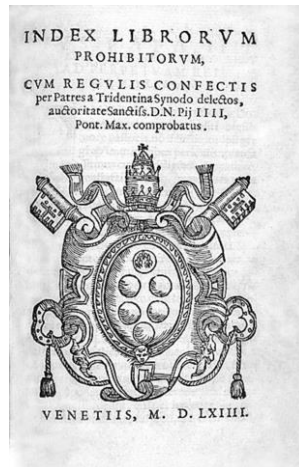 INDEX LIBRORVM
PROHIBITORVM,
CVM REGVLIS CONFECTIS
per Patres a Tridentina Synodo delectos,
auctoritate Sanctiſs. D.N. Pij IIII,
Pont. Max. comprobatus.
VENETIIS, M. D. LXIIII.